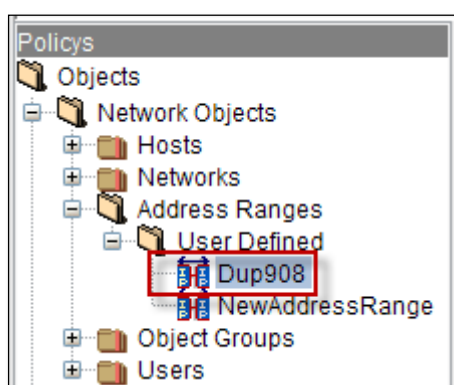 Policys
Objects
Network Objects
Hosts
Networks
Address Ranges
User Defined
Dup908
NewAddressRange
Object Groups
Users